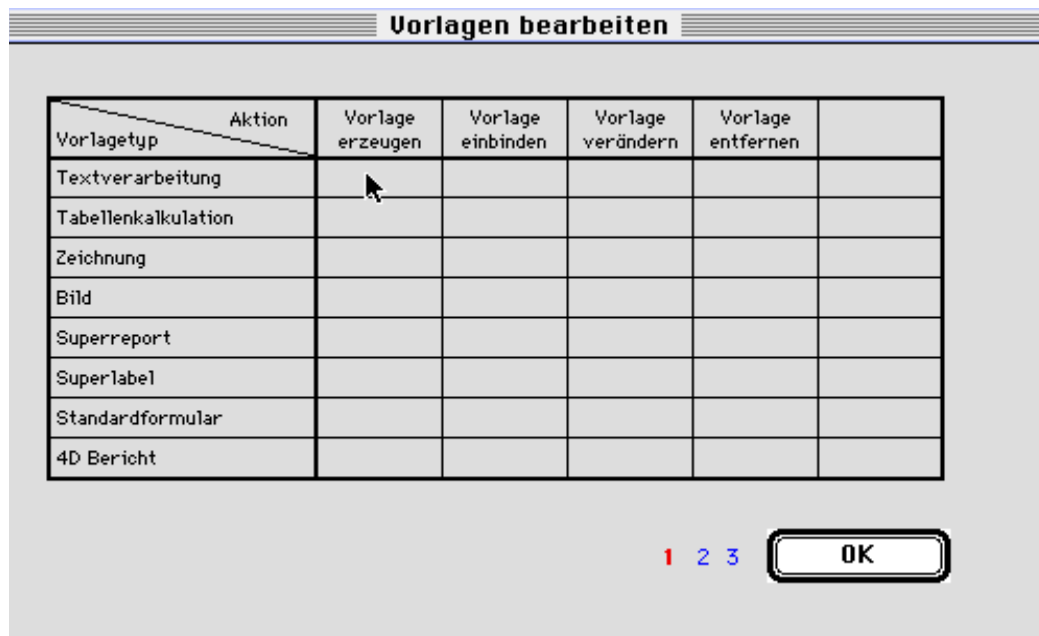 Vorlagen bearbeiten
Aktion
Vorlagetyp
Vorlage erzeugen
Vorlage einbinden
Vorlage verändern
Vorlage entfernen
Textverarbeitung
Tabellenkalkulation
Zeichnung
Bild
Superreport
Superlabel
Standardformular
4D Bericht
1 2 3 OK